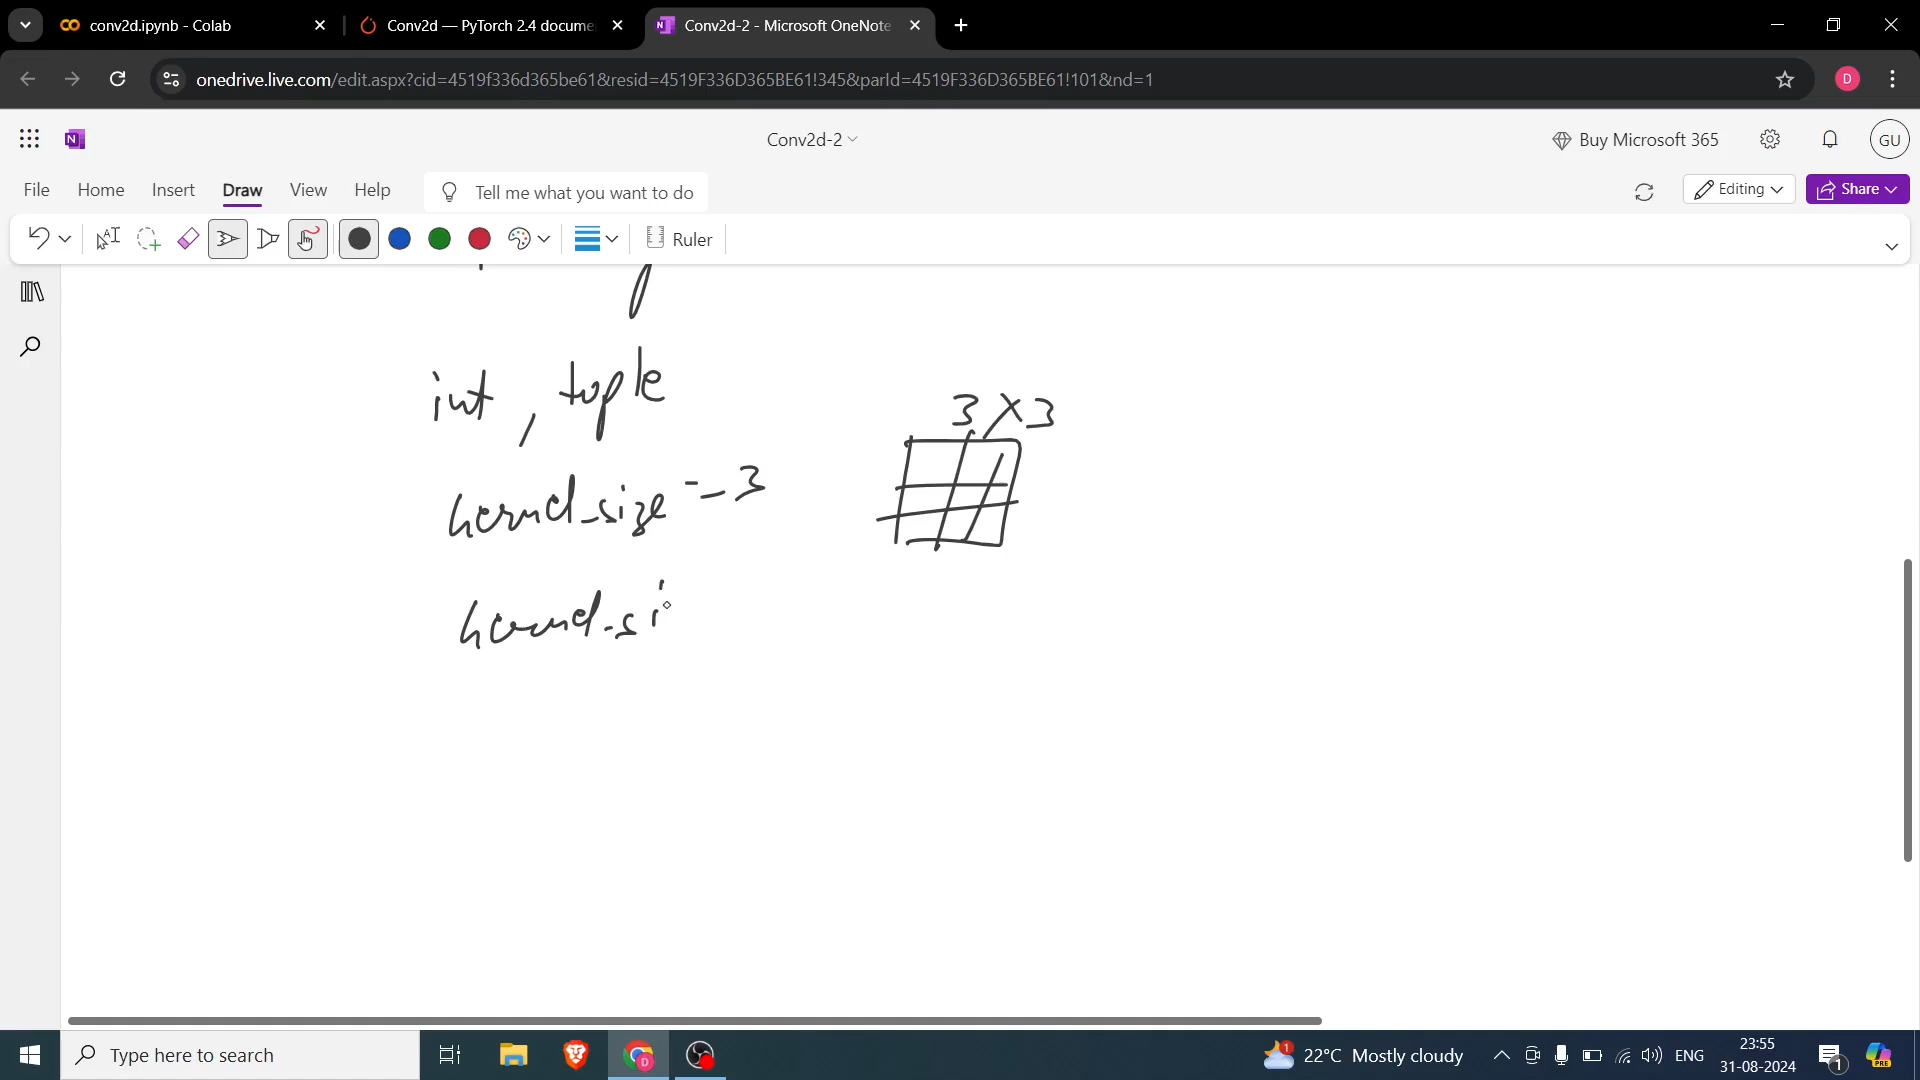 conv2d.ipynb - Colab
Conv2d — PyTorch 2.4 docume
Conv2d-2 - Microsoft OneNote
onedrive.live.com/edit.aspx?cid=4519f336d365be61&resid=4519F336D365BE61!345&parId=4519F336D365BE61!101&nd=1
D
N
Conv2d-2
Buy Microsoft 365
GU
File Home Insert Draw View Help
Tell me what you want to do
Editing
Share
Ruler
int , tuple
3 X 3
kernel_size = 3
kernel_si
Type here to search
22°C Mostly cloudy
ENG
23:55
31-08-2024